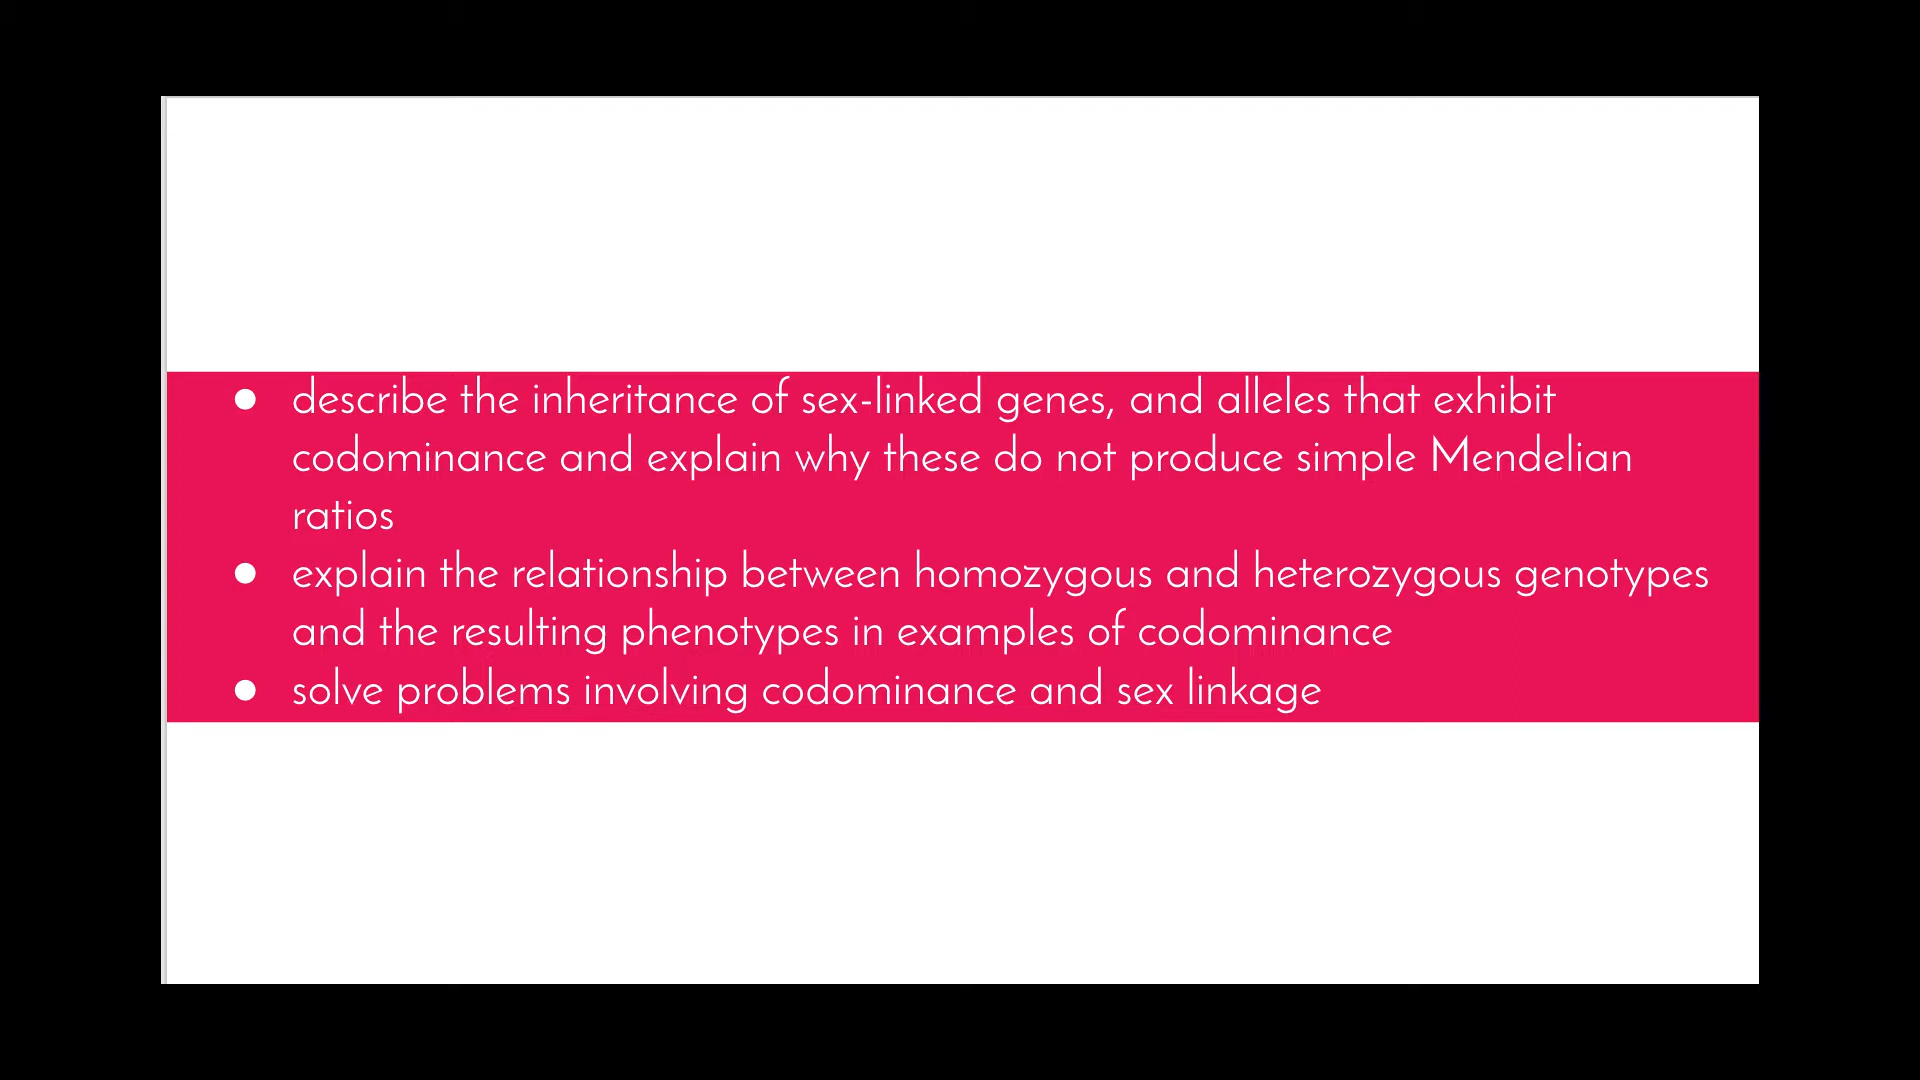 ● describe the inheritance of sex-linked genes, and alleles that exhibit
codominance and explain why these do not produce simple Mendelian
ratios
● explain the relationship between homozygous and heterozygous genotypes
and the resulting phenotypes in examples of codominance
● solve problems involving codominance and sex linkage